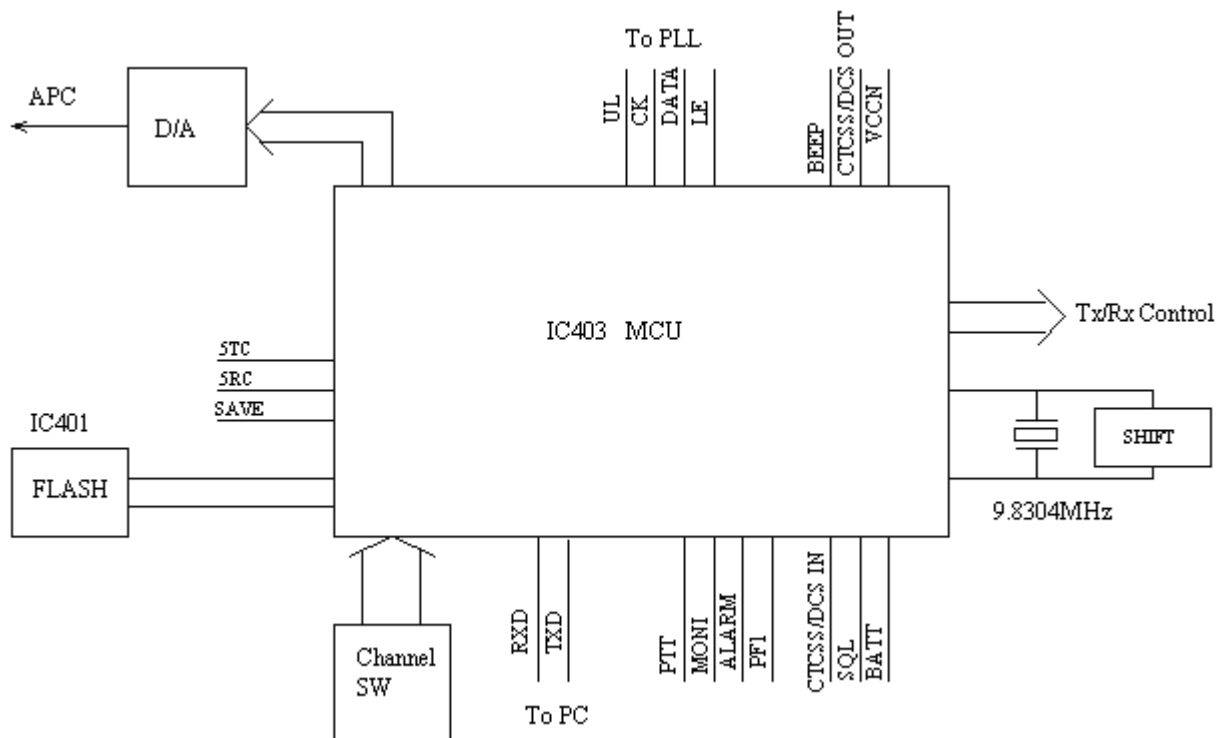 To PLL
UL
CK
DATA
LE
BEEP
CTCSS/DCS OUT
VCCN
APC
D/A
IC403 MCU
Tx/Rx Control
5TC
5RC
SAVE
IC401
FLASH
SHIFT
9.8304MHz
Channel
SW
RXD
TXD
To PC
PTT
MONI
ALARM
PF1
CTCSS/DCS IN
SQL
BATT